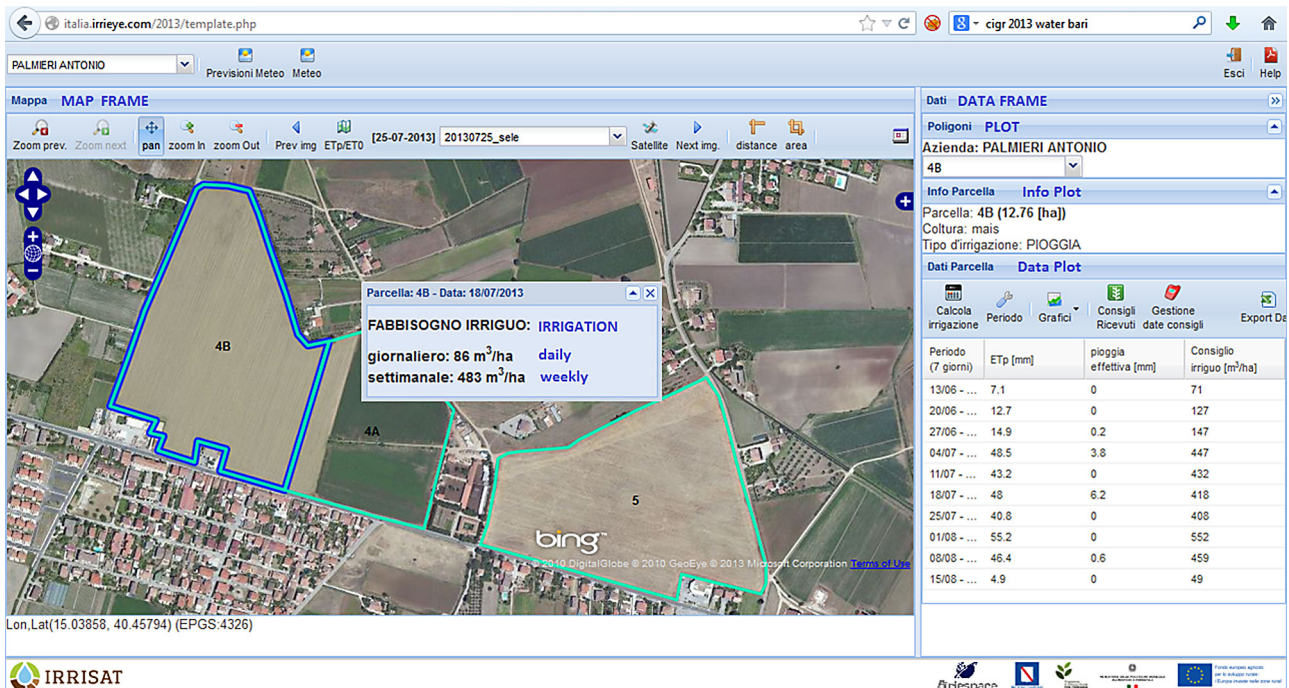 italia.irrieye.com/2013/template.php
cigr 2013 water bari
PALMIERI ANTONIO
Previsioni Meteo Meteo
Esci Help
Mappa MAP FRAME
Dati DATA FRAME
Zoom prev. Zoom next pan zoom In zoom Out Prev img ETp/ET0 [25-07-2013] 20130725_sele Satellite Next img. distance area
Poligoni PLOT
Azienda: PALMIERI ANTONIO
4B
Info Parcella Info Plot
Parcella: 4B (12.76 [ha])
Coltura: mais
Tipo d'irrigazione: PIOGGIA
Dati Parcella Data Plot
Calcola irrigazione Periodo Grafici Consigli Ricevuti Gestione date consigli Export Da
Periodo (7 giorni) ETp [mm] pioggia effettiva [mm] Consiglio irriguo [m³/ha]
13/06 - ... 7.1 0 71
20/06 - ... 12.7 0 127
27/06 - ... 14.9 0.2 147
04/07 - ... 48.5 3.8 447
11/07 - ... 43.2 0 432
18/07 - ... 48 6.2 418
25/07 - ... 40.8 0 408
01/08 - ... 55.2 0 552
08/08 - ... 46.4 0.6 459
15/08 - ... 4.9 0 49
Parcella: 4B - Data: 18/07/2013
FABBISOGNO IRRIGUO: IRRIGATION
giornaliero: 86 m³/ha daily
settimanale: 483 m³/ha weekly
4B
4A
5
bing™
© 2010 DigitalGlobe © 2010 GeoEye © 2013 Microsoft Corporation Terms of Use
Lon,Lat(15.03858, 40.45794) (EPGS:4326)
IRRISAT
Ariespace